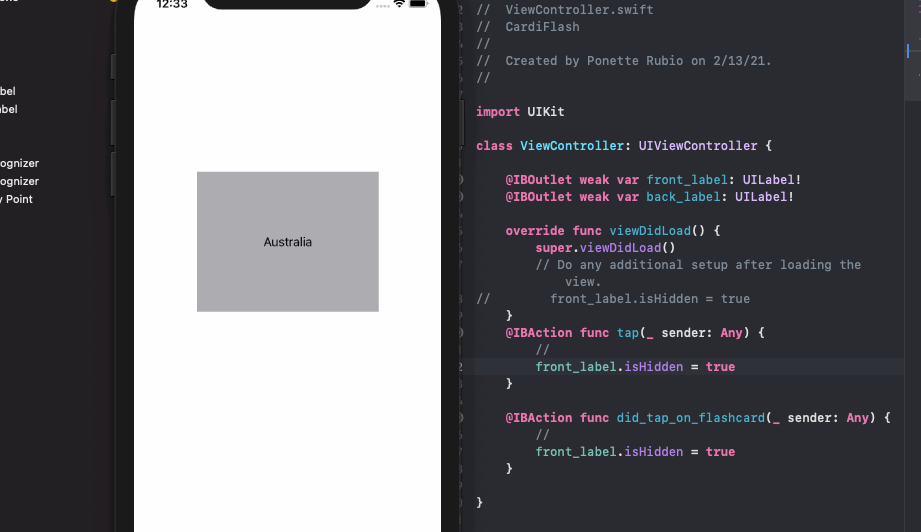 12:33
bel
abel
ognizer
ognizer
y Point
Australia
// ViewController.swift
// CardiFlash
//
// Created by Ponette Rubio on 2/13/21.
//
import UIKit
class ViewController: UIViewController {
@IBOutlet weak var front_label: UILabel!
@IBOutlet weak var back_label: UILabel!
override func viewDidLoad() {
super.viewDidLoad()
// Do any additional setup after loading the
view.
// front_label.isHidden = true
}
@IBAction func tap(_ sender: Any) {
//
front_label.isHidden = true
}
@IBAction func did_tap_on_flashcard(_ sender: Any) {
//
front_label.isHidden = true
}
}